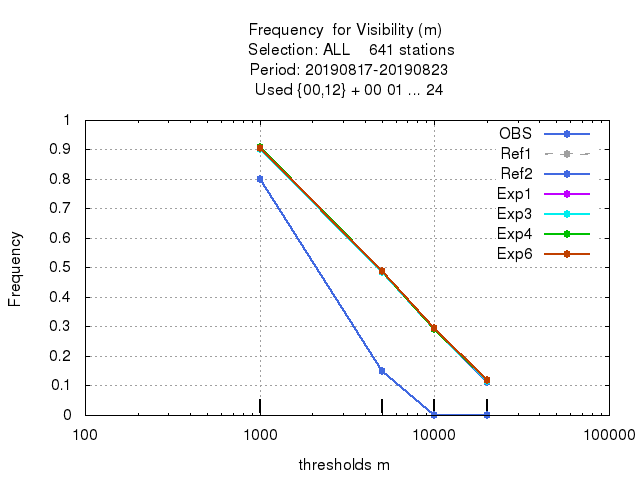 Frequency  for Visibility (m)
Selection: ALL    641 stations
Period: 20190817-20190823
Used {00,12} + 00 01 ... 24
1
0.9
0.8
0.7
0.6
0.5
0.4
0.3
0.2
0.1
0
Frequency
OBS
Ref1
Ref2
Exp1
Exp3
Exp4
Exp6
100 1000 10000 100000
thresholds m